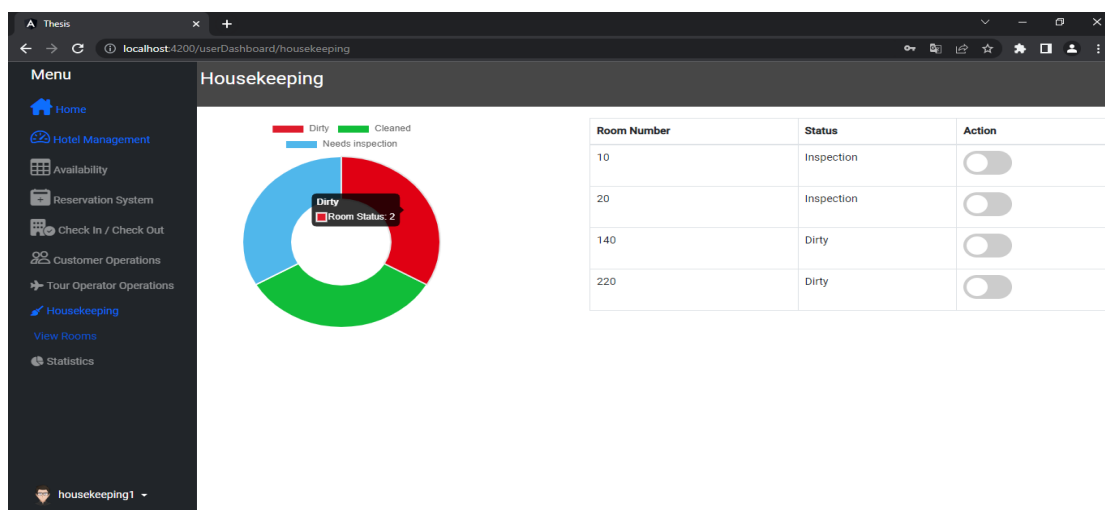 Thesis
localhost:4200/userDashboard/housekeeping
Menu
Housekeeping
Home
Hotel Management
Availability
Reservation System
Check In / Check Out
Customer Operations
Tour Operator Operations
Housekeeping
View Rooms
Statistics
housekeeping1
Dirty Cleaned
Needs inspection
Dirty
Room Status: 2
Room Number Status Action
10 Inspection
20 Inspection
140 Dirty
220 Dirty